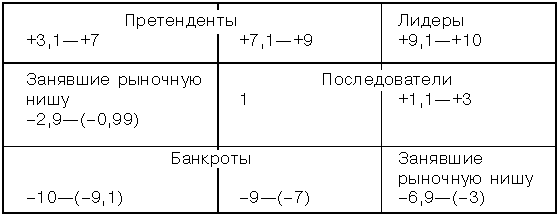 Претенденты Лидеры
+3,1—+7 +7,1—+9 +9,1—+10
Занявшие рыночную Последователи
нишу 1 +1,1—+3
−2,9—(−0,99)
Банкроты Занявшие
рыночную нишу
−10—(−9,1) −9—(−7) −6,9—(−3)